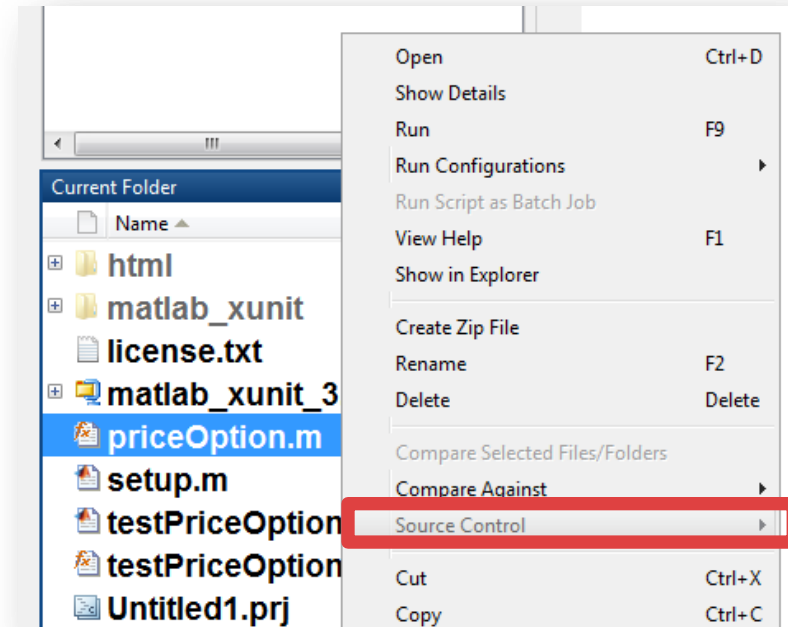 Current Folder
Name
html
matlab_xunit
license.txt
matlab_xunit_3
priceOption.m
setup.m
testPriceOption
testPriceOption
Untitled1.prj
Open Ctrl+D
Show Details
Run F9
Run Configurations
Run Script as Batch Job
View Help F1
Show in Explorer
Create Zip File
Rename F2
Delete Delete
Compare Selected Files/Folders
Compare Against
Source Control
Cut Ctrl+X
Copy Ctrl+C